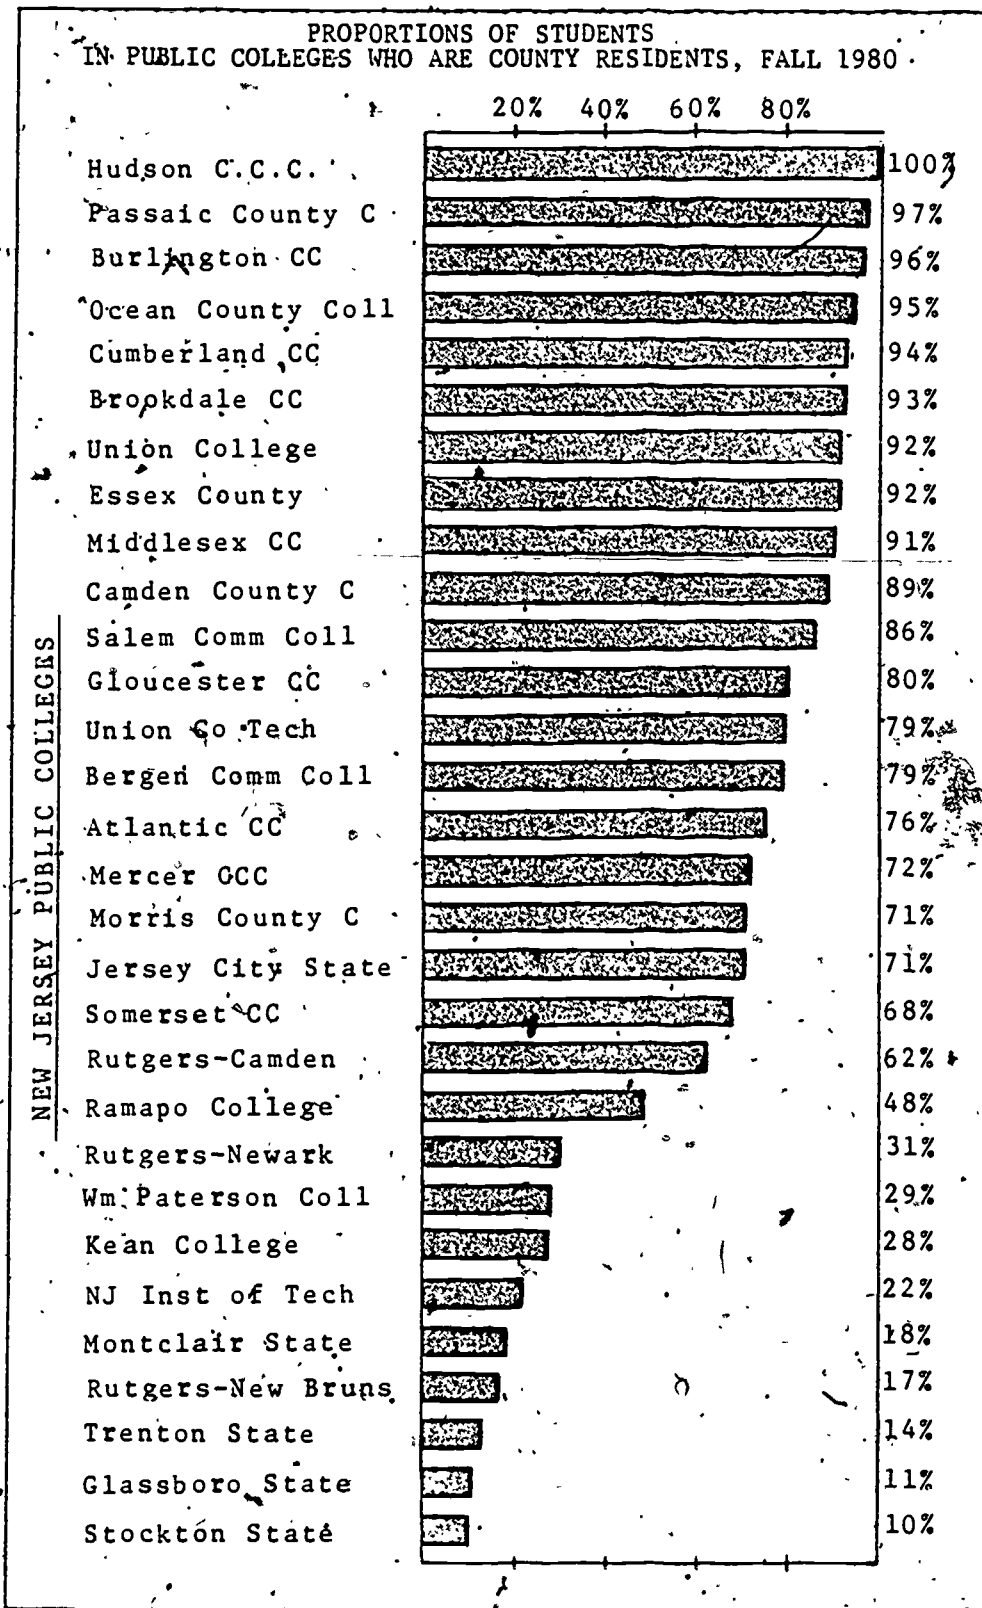 PROPORTIONS OF STUDENTS
IN PUBLIC COLLEGES WHO ARE COUNTY RESIDENTS, FALL 1980
20% 40% 60% 80%
Hudson C.C.C. 100%
Passaic County C 97%
Burlington CC 96%
Ocean County Coll 95%
Cumberland CC 94%
Brookdale CC 93%
Union College 92%
Essex County 92%
Middlesex CC 91%
Camden County C 89%
Salem Comm Coll 86%
Gloucester CC 80%
Union Co Tech 79%
Bergen Comm Coll 79%
Atlantic CC 76%
Mercer CCC 72%
Morris County C 71%
Jersey City State 71%
Somerset CC 68%
Rutgers-Camden 62%
Ramapo College 48%
Rutgers-Newark 31%
Wm. Paterson Coll 29%
Kean College 28%
NJ Inst of Tech 22%
Montclair State 18%
Rutgers-New Bruns 17%
Trenton State 14%
Glassboro State 11%
Stockton State 10%
NEW JERSEY PUBLIC COLLEGES